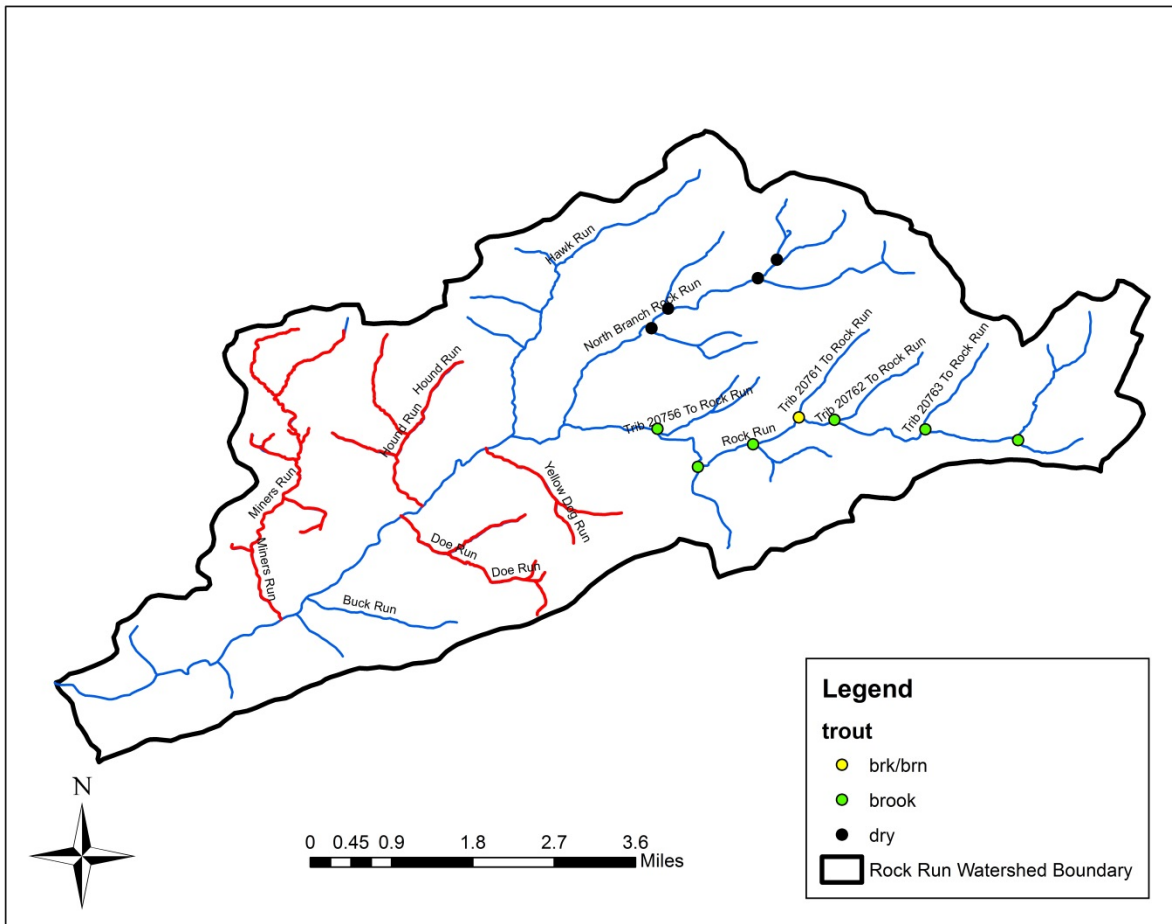 Hawk Run
North Branch Rock Run
Hound Run
Hound Run
Trib 20761 To Rock Run
Trib 20762 To Rock Run
Trib 20763 To Rock Run
Trib 20756 To Rock Run
Rock Run
Miners Run
Miners Run
Yellow Dog Run
Doe Run
Doe Run
Buck Run
Legend
trout
brk/brn
brook
dry
Rock Run Watershed Boundary
N
0 0.45 0.9 1.8 2.7 3.6
Miles